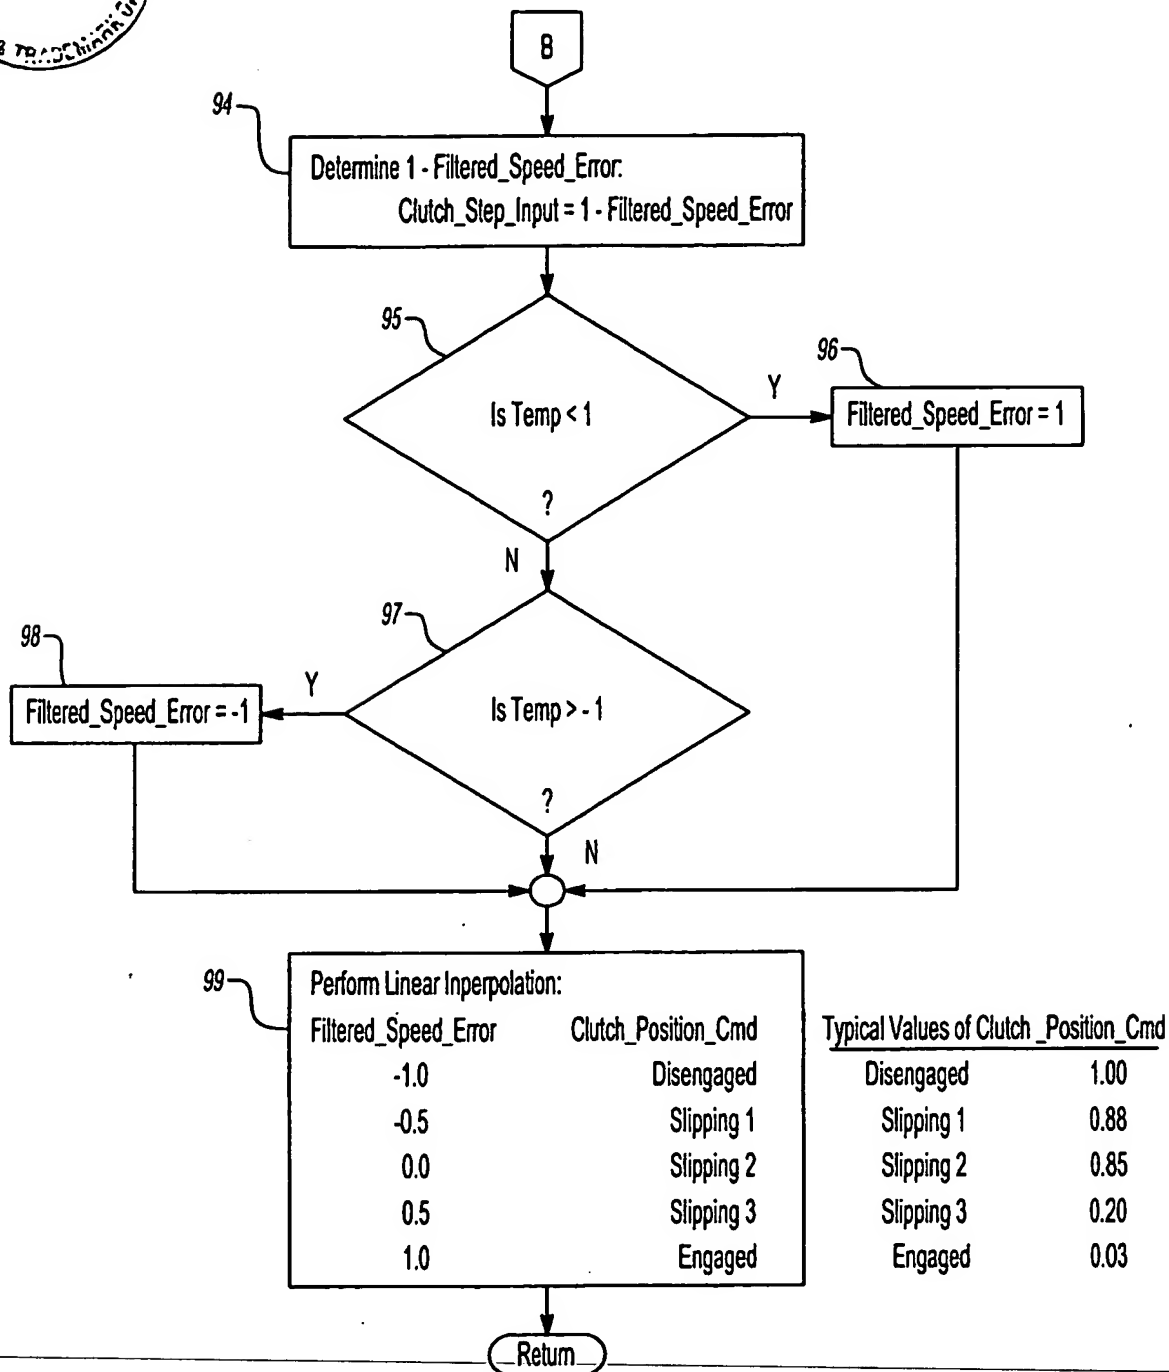 & TRADEMARK
B
94
Determine 1 - Filtered_Speed_Error:
Clutch_Step_Input = 1 - Filtered_Speed_Error
95
Is Temp < 1
?
Y
96
Filtered_Speed_Error = 1
N
97
Is Temp > - 1
?
Y
98
Filtered_Speed_Error = -1
N
99
Perform Linear Inperpolation:
Filtered_Speed_Error Clutch_Position_Cmd
-1.0 Disengaged
-0.5 Slipping 1
0.0 Slipping 2
0.5 Slipping 3
1.0 Engaged
Typical Values of Clutch _Position_Cmd
Disengaged 1.00
Slipping 1 0.88
Slipping 2 0.85
Slipping 3 0.20
Engaged 0.03
Return